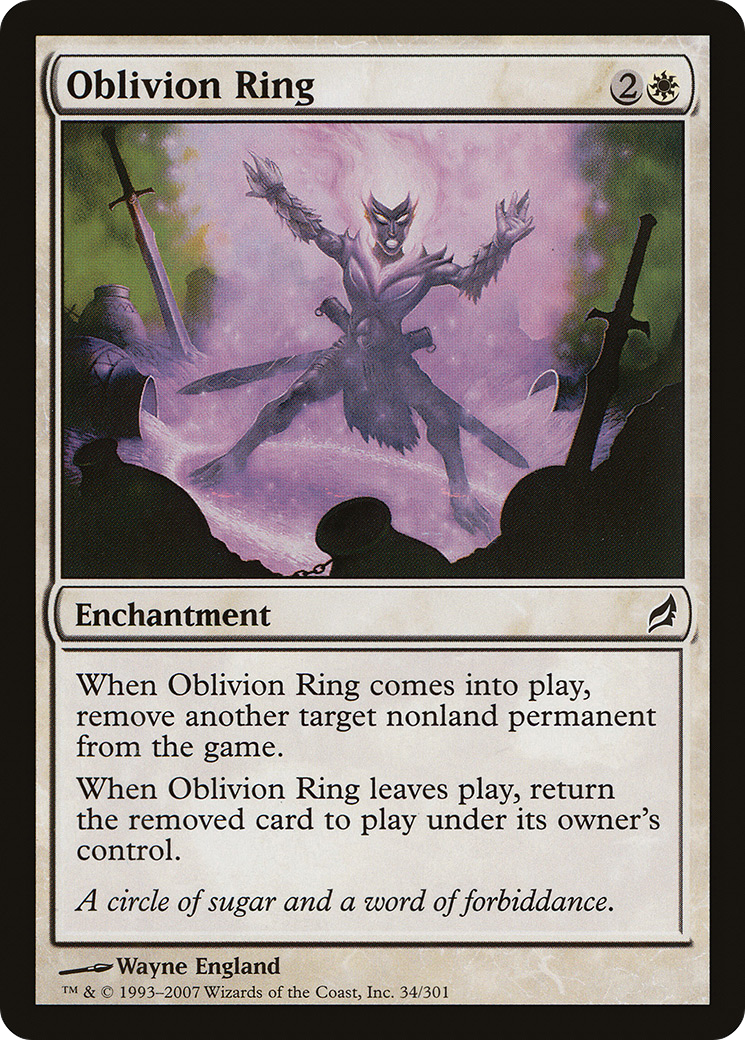 Oblivion Ring 2
Enchantment
When Oblivion Ring comes into play,
remove another target nonland permanent
from the game.
When Oblivion Ring leaves play, return
the removed card to play under its owner's
control.
A circle of sugar and a word of forbiddance.
Wayne England
™ & © 1993–2007 Wizards of the Coast, Inc. 34/301